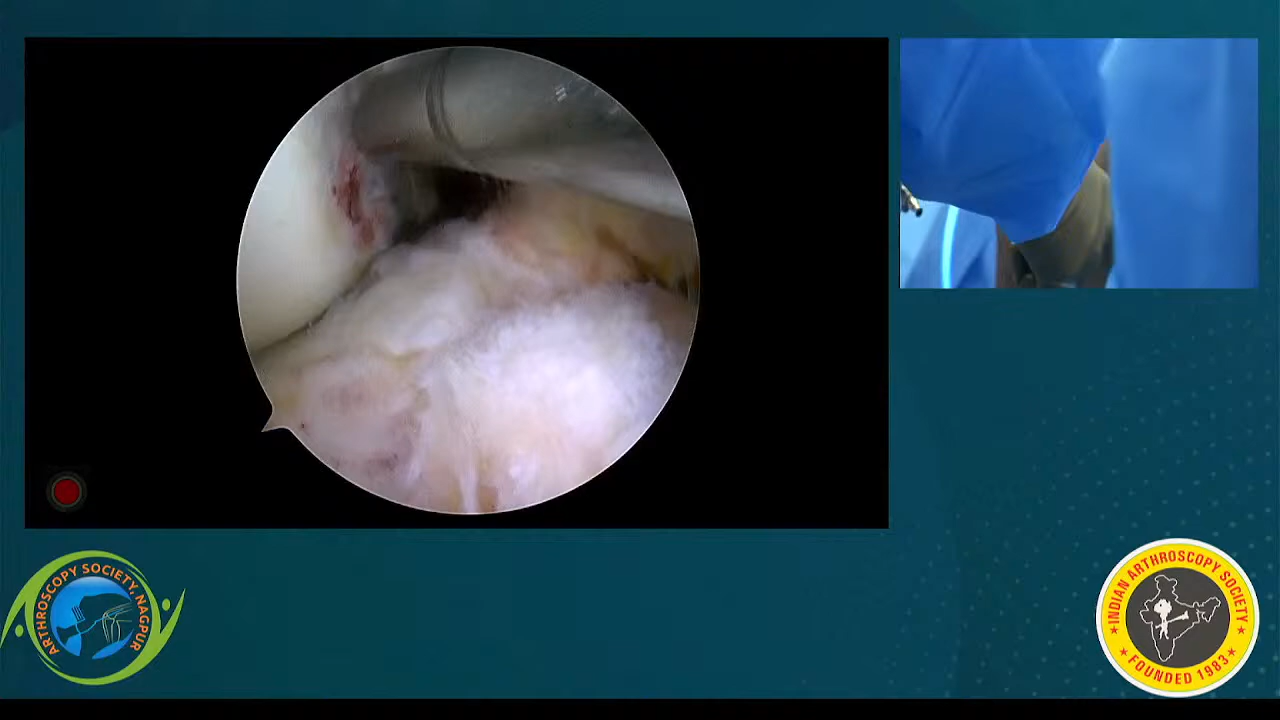 ARTHROSCOPY SOCIETY, NAGPUR
INDIAN ARTHROSCOPY SOCIETY
FOUNDED 1983